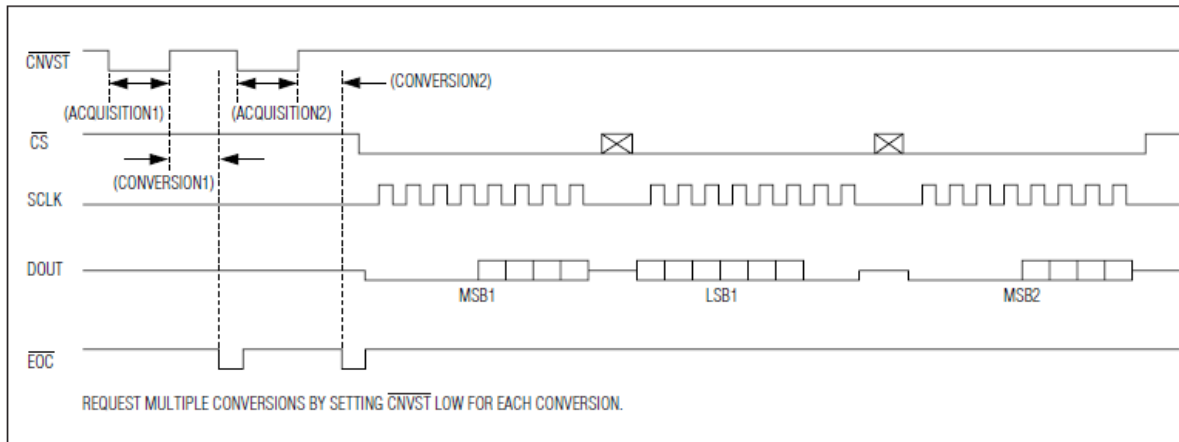 CNVST
(CONVERSION2)
(ACQUISITION1) (ACQUISITION2)
CS
(CONVERSION1)
SCLK
DOUT
MSB1 LSB1 MSB2
EOC
REQUEST MULTIPLE CONVERSIONS BY SETTING CNVST LOW FOR EACH CONVERSION.